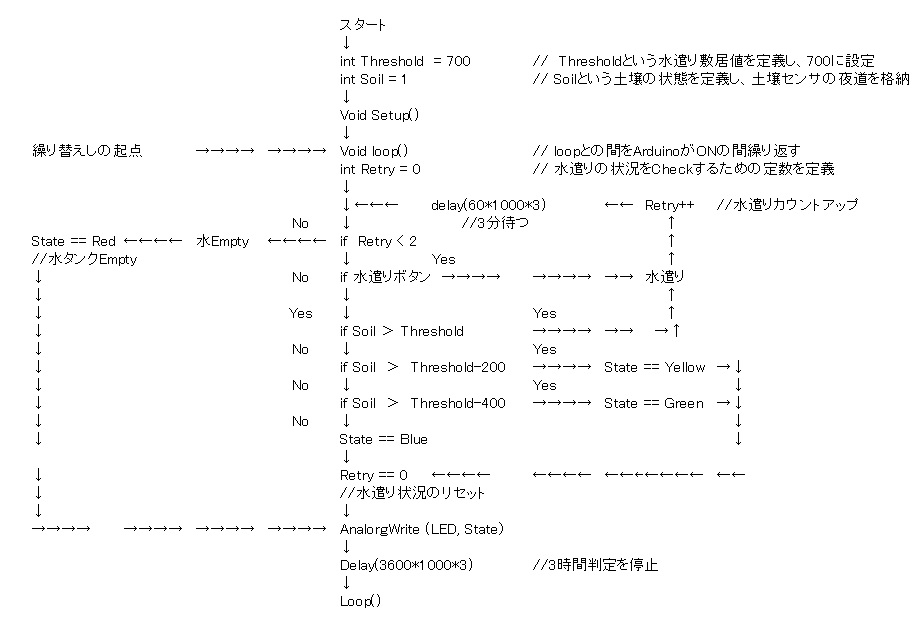 スタート
↓
int Threshold = 700 // Thresholdという水遣り敷居値を定義し、700に設定
int Soil = 1 // Soilという土壌の状態を定義し、土壌センサの夜道を格納
↓
Void Setup()
↓
繰り替えしの起点 →→→→ →→→→ Void loop() // loopとの間をArduinoがONの間繰り返す
int Retry = 0 // 水遣りの状況をCheckするための定数を定義
↓
↓←←← delay(60*1000*3) ←← Retry++ //水遣りカウントアップ
No ↓ //3分待つ ↑
State == Red ←←←← 水Empty ←←←← if Retry < 2 ↑
//水タンクEmpty ↓ Yes ↑
↓ No if 水遣りボタン →→→→ →→→→ →→ 水遣り
↓ ↓ ↑
↓ Yes ↓ Yes ↑
↓ if Soil > Threshold →→→→ →→ →↑
↓ No ↓ Yes
↓ if Soil > Threshold-200 →→→→ State == Yellow →↓
↓ No ↓ Yes ↓
↓ if Soil > Threshold-400 →→→→ State == Green →↓
↓ No ↓ ↓
↓ State == Blue ↓
↓
↓ Retry == 0 ←←←← ←←←← ←←←←←← ←←
↓ //水遣り状況のリセット
↓ ↓
→→→→ →→→→ →→→→ →→→→ AnalorgWrite (LED, State)
↓
Delay(3600*1000*3) //3時間判定を停止
↓
Loop()